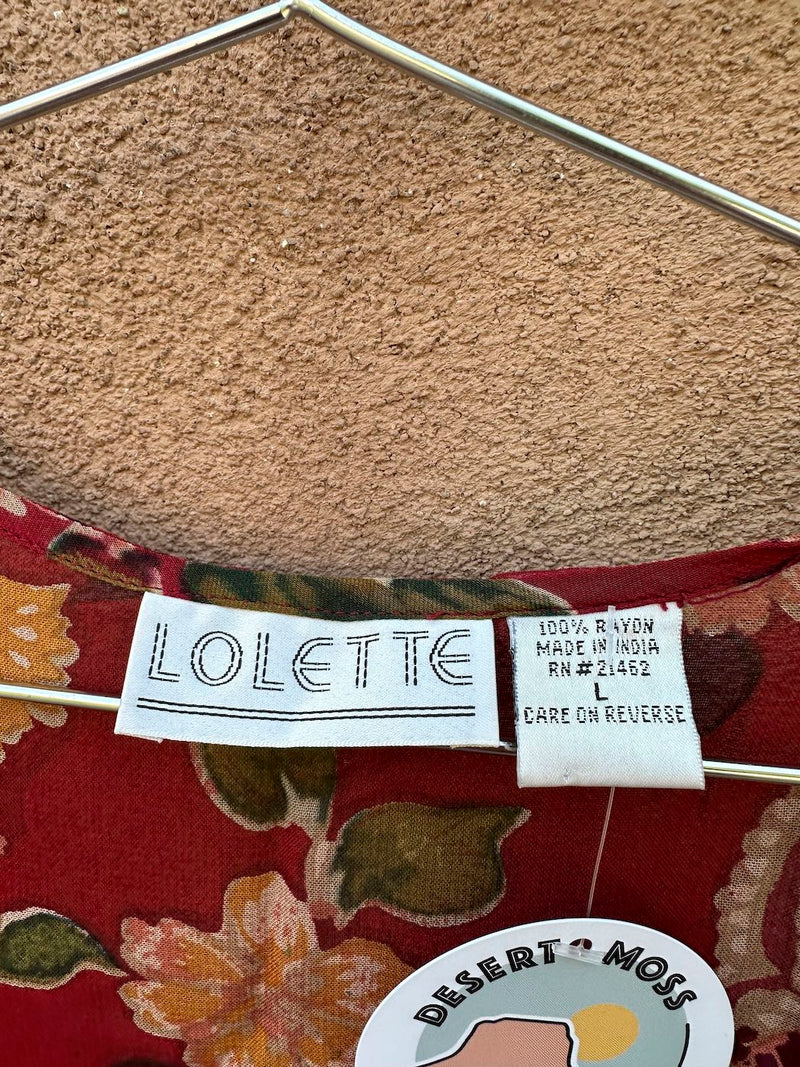 LOLETTE
100% RAYON
MADE IN INDIA
RN #21462
L
CARE ON REVERSE
DESERT MOSS